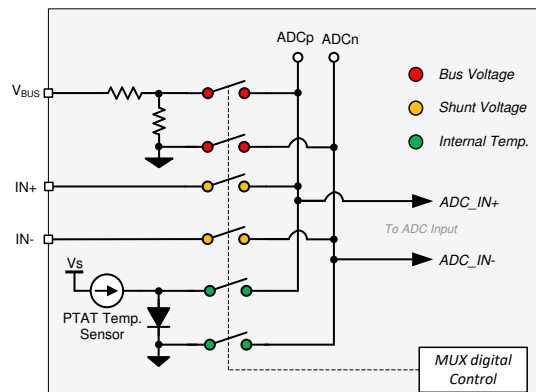 ADCp ADCn
VBUS
Bus Voltage
Shunt Voltage
Internal Temp.
IN+
ADC_IN+
To ADC Input
IN-
ADC_IN-
Vs
PTAT Temp.
Sensor
MUX digital
Control